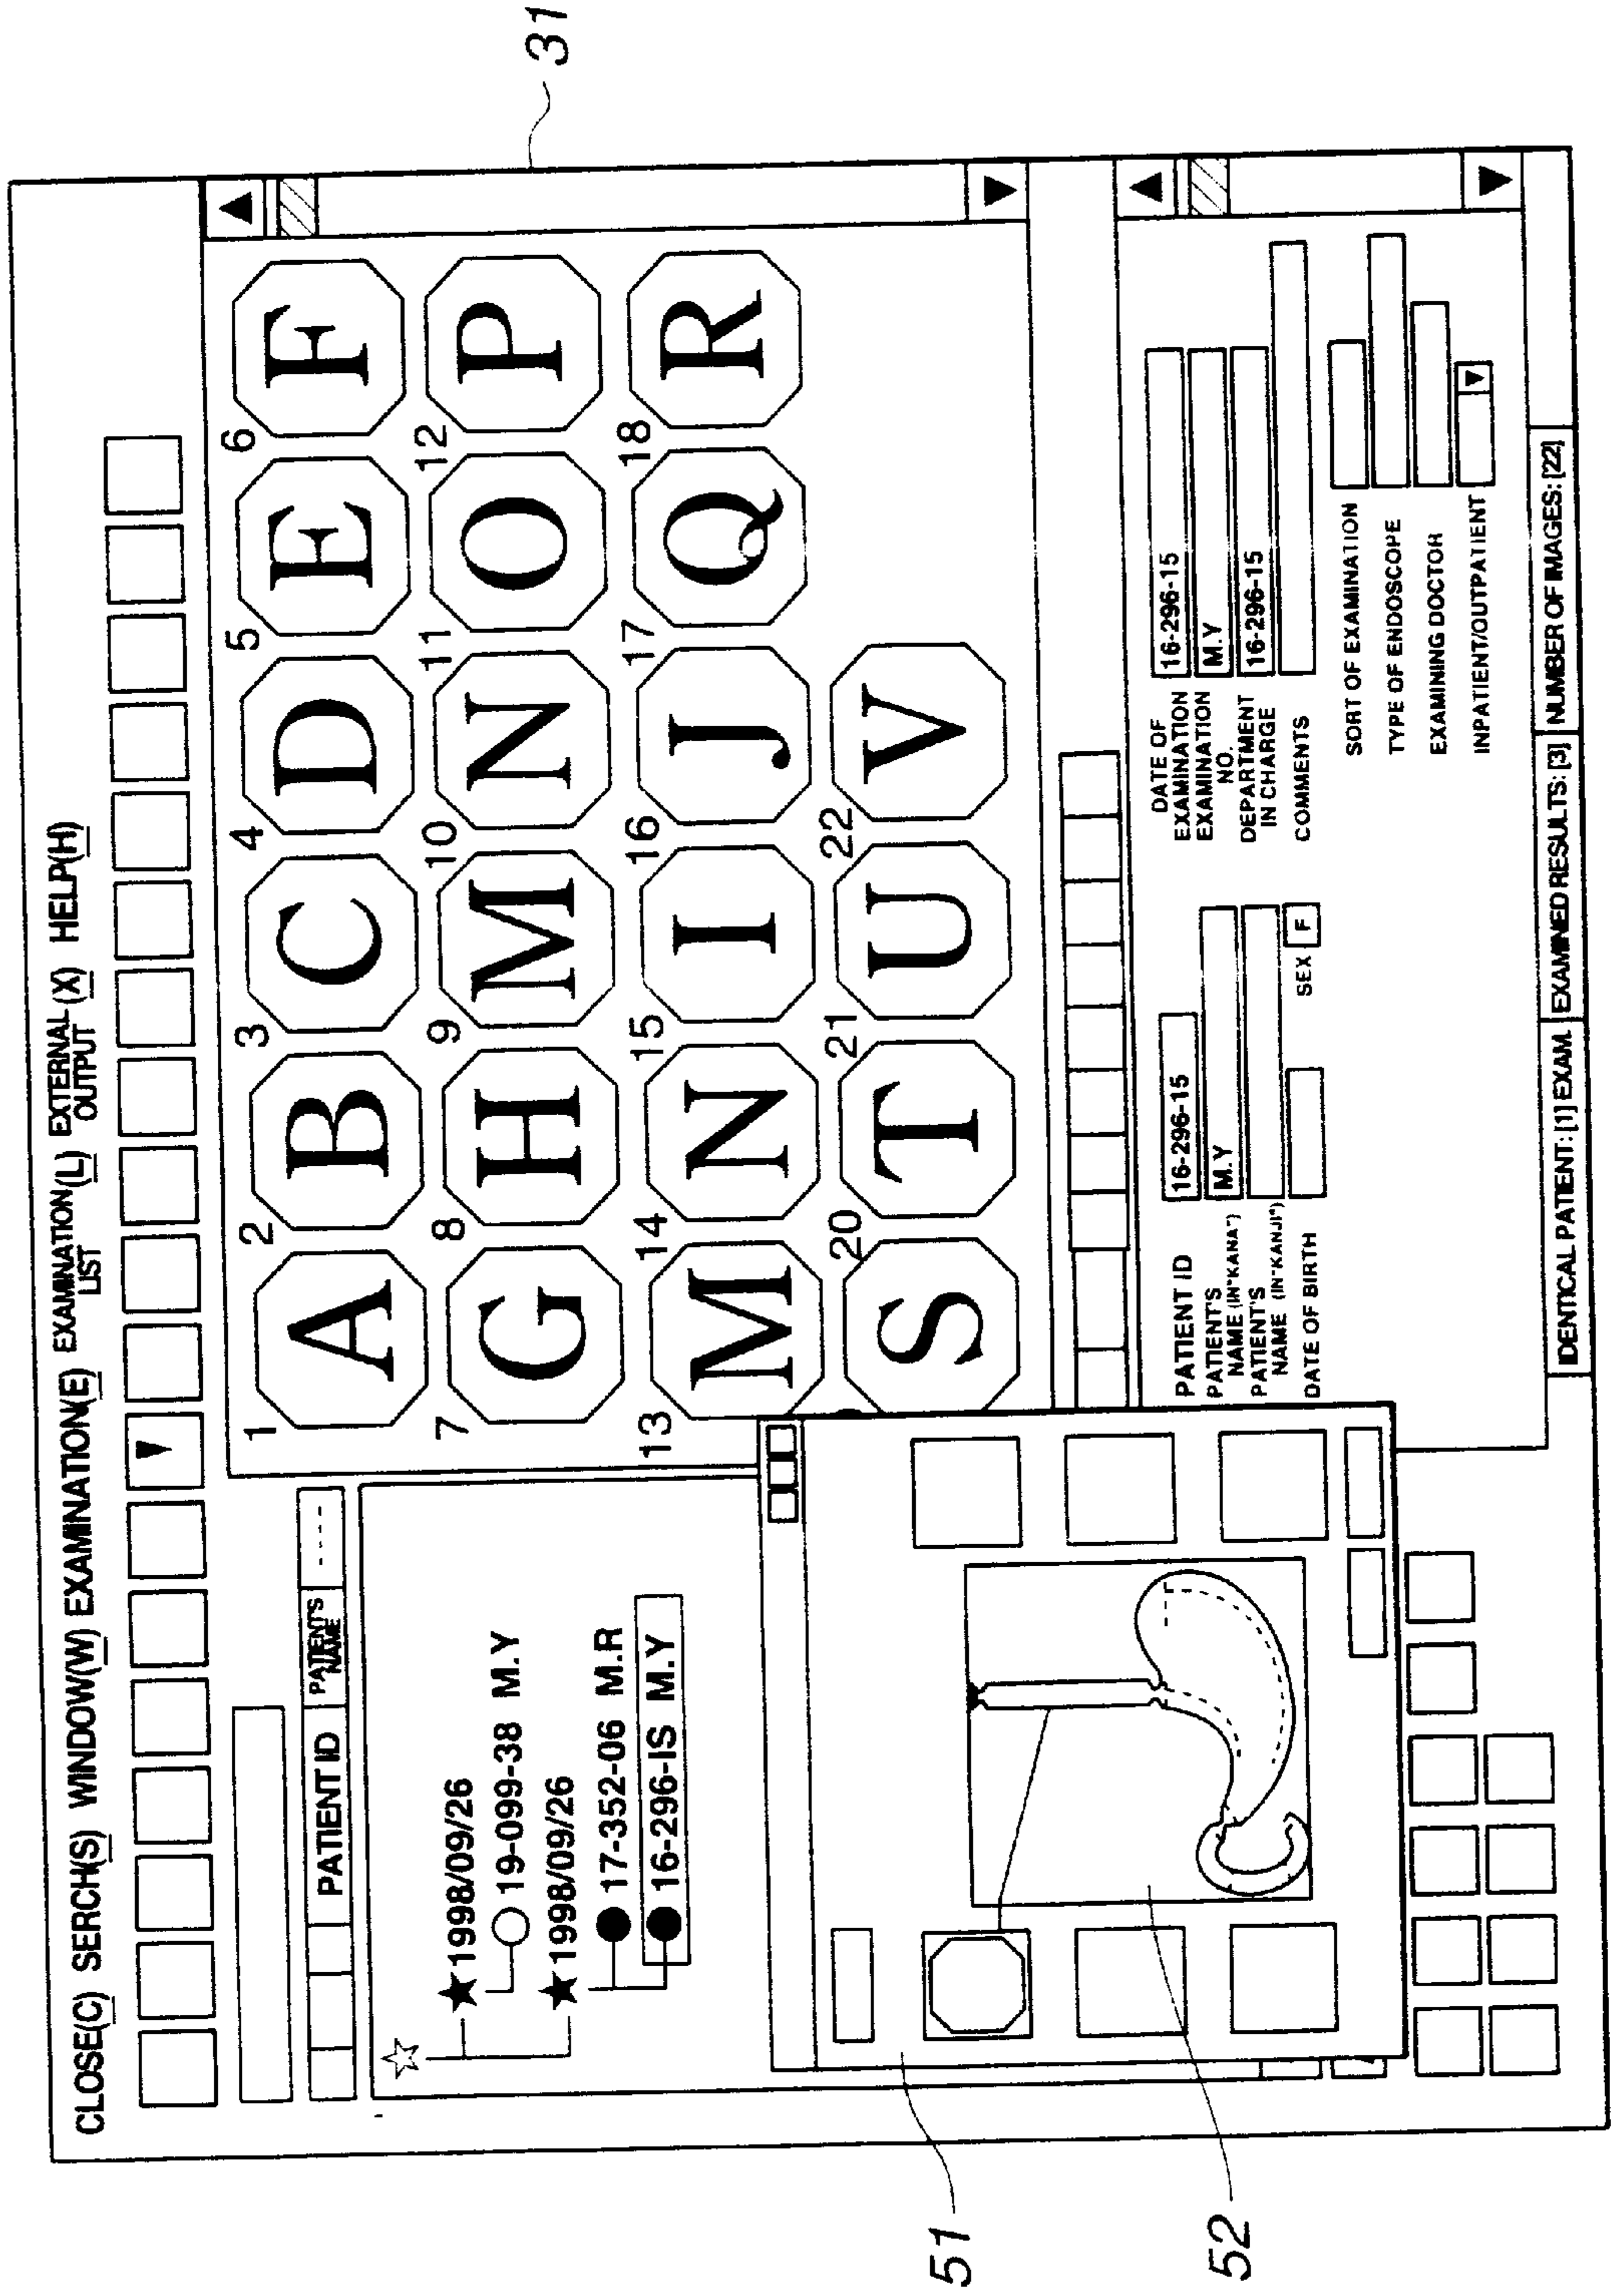 CLOSE(C) SERCH(S) WINDOW(W) EXAMINATION(E) EXAMINATION LIST (L) EXTERNAL OUTPUT (X) HELP(H)
PATIENT ID PATIENT'S NAME ----
1998/09/26
19-099-38 M.Y
1998/09/26
17-352-06 M.R
16-296-IS M.Y
1 A 2 B 3 C 4 D 5 E 6 F
7 G 8 H 9 M 10 N 11 O 12 P
13 M 14 N 15 I 16 J 17 Q 18 R
S 20 T 21 U 22 V
PATIENT ID 16-296-15
PATIENT'S NAME (IN"KANA") M.Y
PATIENT'S NAME (IN"KANJI")
DATE OF BIRTH
SEX F
DATE OF EXAMINATION 16-296-15
EXAMINATION NO. M.Y
DEPARTMENT IN CHARGE 16-296-15
COMMENTS
SORT OF EXAMINATION
TYPE OF ENDOSCOPE
EXAMINING DOCTOR
INPATIENT/OUTPATIENT
IDENTICAL PATIENT: [1] EXAM. EXAMINED RESULTS: [3] NUMBER OF IMAGES: [22]
31
51
52